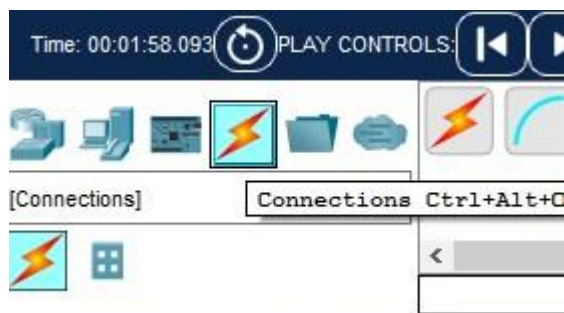 Time: 00:01:58.093 PLAY CONTROLS:
[Connections]
Connections Ctrl+Alt+O